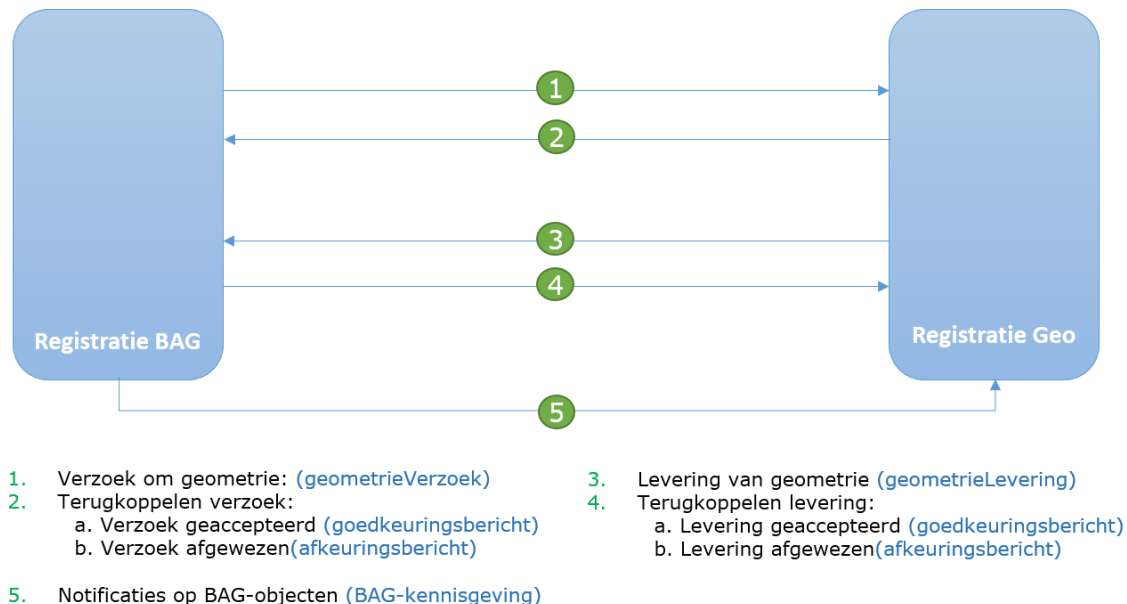 1
2
3
4
Registratie BAG
Registratie Geo
5
1. Verzoek om geometrie: (geometrieVerzoek)
2. Terugkoppelen verzoek:
a. Verzoek geaccepteerd (goedkeuringsbericht)
b. Verzoek afgewezen(afkeuringsbericht)
3. Levering van geometrie (geometrieLevering)
4. Terugkoppelen levering:
a. Levering geaccepteerd (goedkeuringsbericht)
b. Levering afgewezen(afkeuringsbericht)
5. Notificaties op BAG-objecten (BAG-kennisgeving)